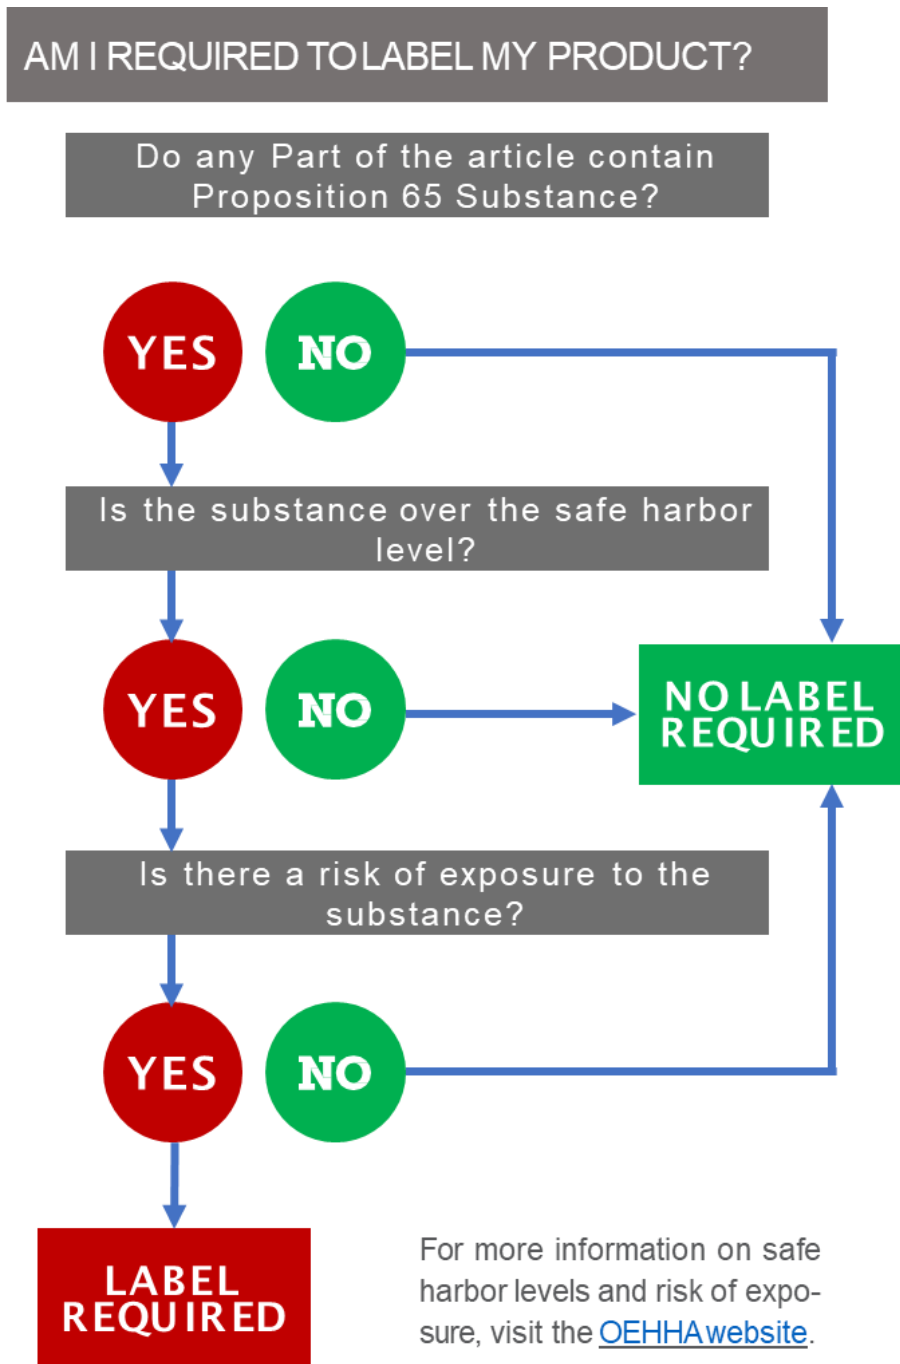 AM I REQUIRED TO LABEL MY PRODUCT?
Do any Part of the article contain
Proposition 65 Substance?
YES
NO
Is the substance over the safe harbor
level?
YES
NO
NO LABEL
REQUIRED
Is there a risk of exposure to the
substance?
YES
NO
LABEL
REQUIRED
For more information on safe
harbor levels and risk of expo-
sure, visit the OEHHA website.